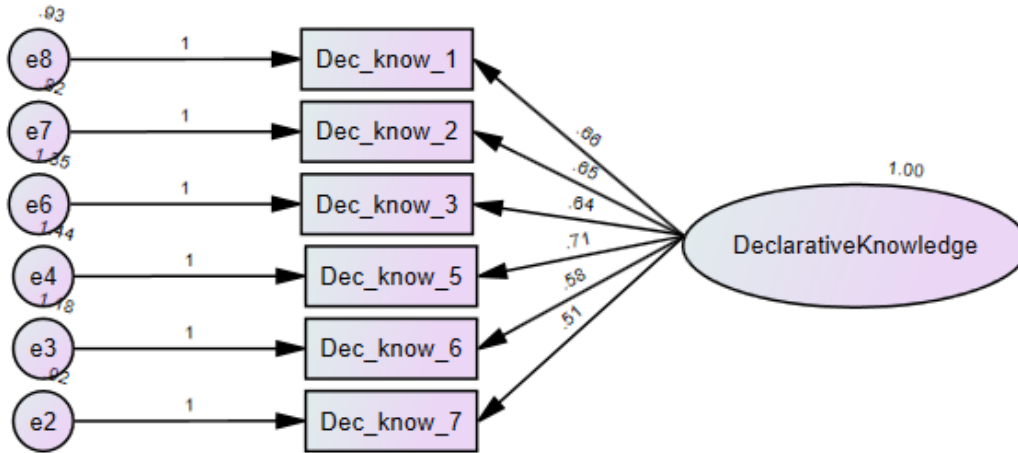 .93
e8 1 Dec_know_1
.92
e7 1 Dec_know_2 .66
1.35 .65 1.00
e6 1 Dec_know_3 .64
1.44 .71 DeclarativeKnowledge
e4 1 Dec_know_5
1.18 .58
e3 1 Dec_know_6 .51
.92
e2 1 Dec_know_7